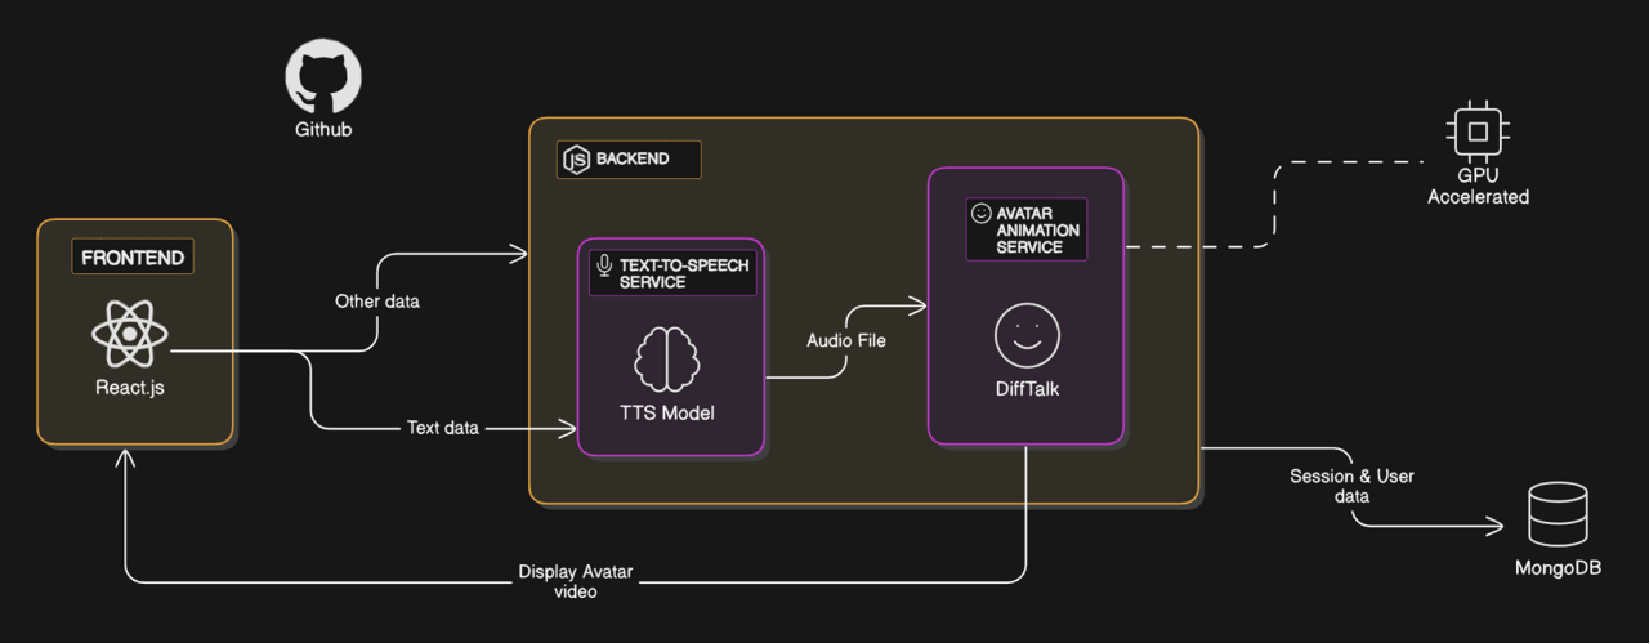 Github
JS BACKEND
GPU
Accelerated
AVATAR
ANIMATION
SERVICE
FRONTEND
TEXT-TO-SPEECH
SERVICE
Other data
Audio File
React.js
DiffTalk
TTS Model
Text data
Session & User
data
MongoDB
Display Avatar
video